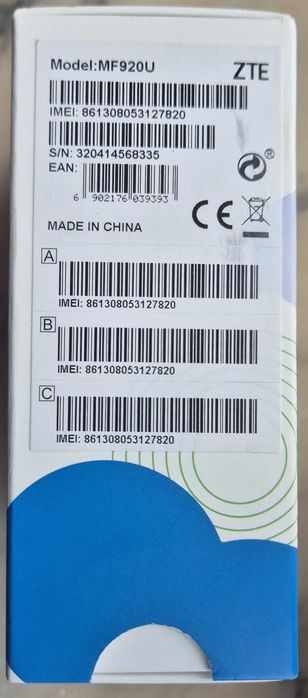 Model:MF920U ZTE
IMEI: 861308053127820
S/N: 320414568335
EAN:
6 902176 039393
CE
MADE IN CHINA
A
IMEI: 861308053127820
B
IMEI: 861308053127820
C
IMEI: 861308053127820